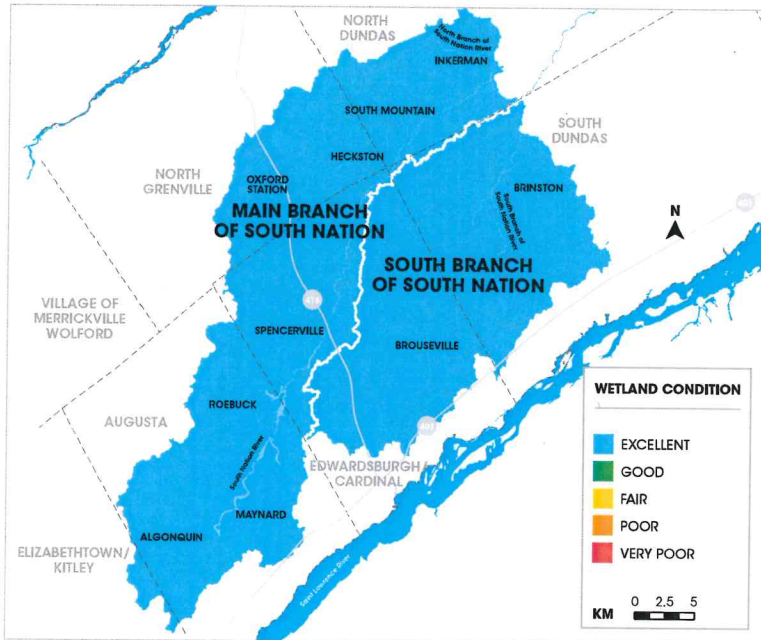 NORTH
DUNDAS
North Branch of
South Nation River
INKERMAN
SOUTH MOUNTAIN
SOUTH
DUNDAS
HECKSTON
NORTH
GRENVILLE
OXFORD
STATION
BRINSTON
South Branch of
South Nation River
MAIN BRANCH
OF SOUTH NATION
401
N
SOUTH BRANCH
OF SOUTH NATION
416
VILLAGE OF
MERRICKVILLE
WOLFORD
SPENCERVILLE
BROUSEVILLE
ROEBUCK
AUGUSTA
401
South Nation River
EDWARDSBURGH/
CARDINAL
MAYNARD
ALGONQUIN
ELIZABETHTOWN/
KITLEY
Saint Lawrence River
WETLAND CONDITION
EXCELLENT
GOOD
FAIR
POOR
VERY POOR
KM 0 2.5 5